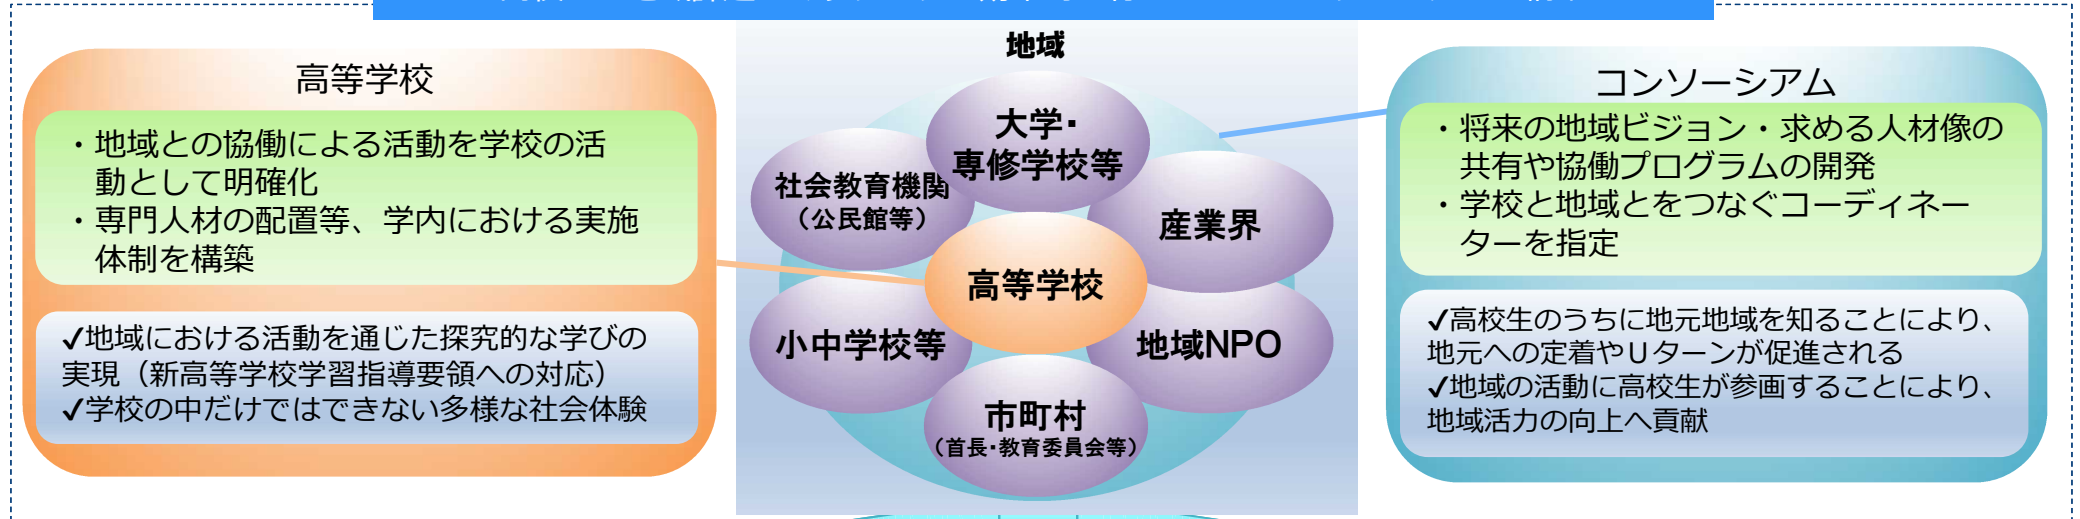 高等学校
・地域との協働による活動を学校の活
動として明確化
・専門人材の配置等、学内における実施
体制を構築
✓地域における活動を通じた探究的な学びの
実現（新高等学校学習指導要領への対応）
✓学校の中だけではできない多様な社会体験
地域
大学・
専修学校等
社会教育機関
（公民館等）
産業界
高等学校
小中学校等
地域NPO
市町村
（首長・教育委員会等）
コンソーシアム
・将来の地域ビジョン・求める人材像の
共有や協働プログラムの開発
・学校と地域とをつなぐコーディネー
ターを指定
✓高校生のうちに地元地域を知ることにより、
地元への定着やＵターンが促進される
✓地域の活動に高校生が参画することにより、
地域活力の向上へ貢献